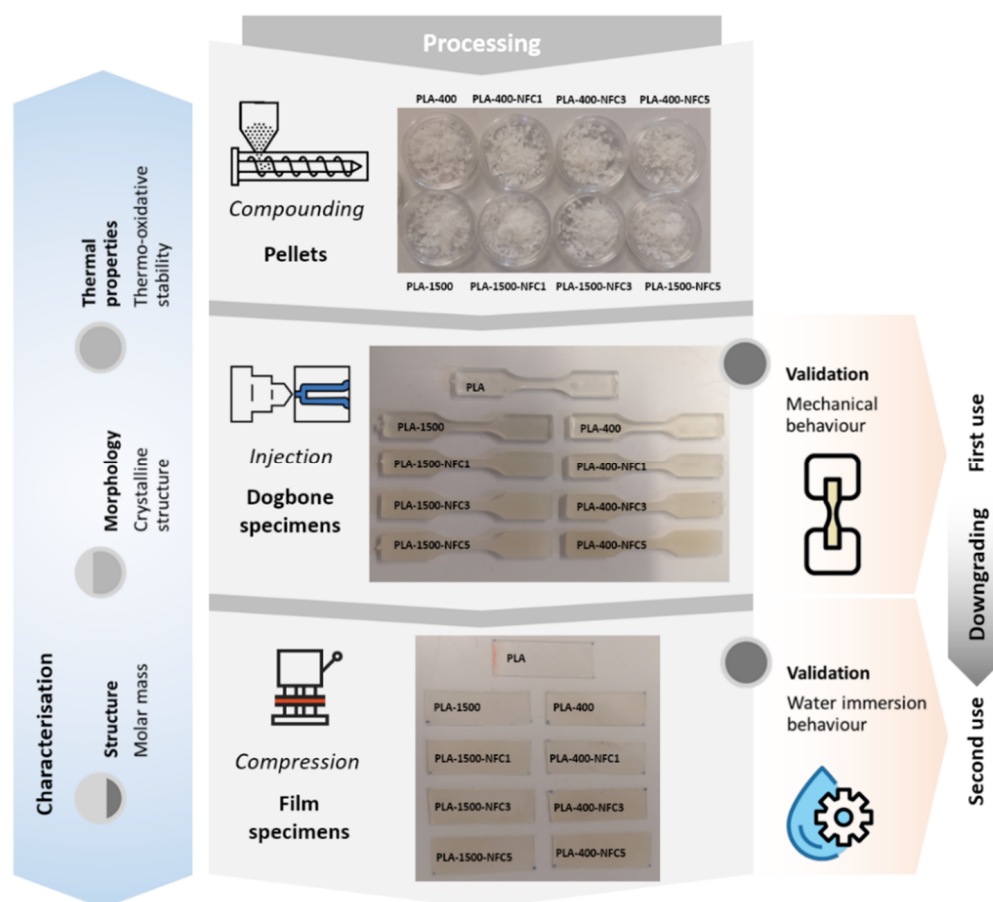 Processing
PLA-400 PLA-400-NFC1 PLA-400-NFC3 PLA-400-NFC5
Compounding
Pellets
PLA-1500 PLA-1500-NFC1 PLA-1500-NFC3 PLA-1500-NFC5
Injection
Dogbone
specimens
PLA
PLA-1500 PLA-400
PLA-1500-NFC1 PLA-400-NFC1
PLA-1500-NFC3 PLA-400-NFC3
PLA-1500-NFC5 PLA-400-NFC5
Compression
Film
specimens
PLA
PLA-1500 PLA-400
PLA-1500-NFC1 PLA-400-NFC1
PLA-1500-NFC3 PLA-400-NFC3
PLA-1500-NFC5 PLA-400-NFC5
Characterisation
Thermal
properties
Thermo-oxidative
stability
Morphology
Crystalline
structure
Structure
Molar mass
Validation
Mechanical
behaviour
Validation
Water immersion
behaviour
First use
Downgrading
Second use